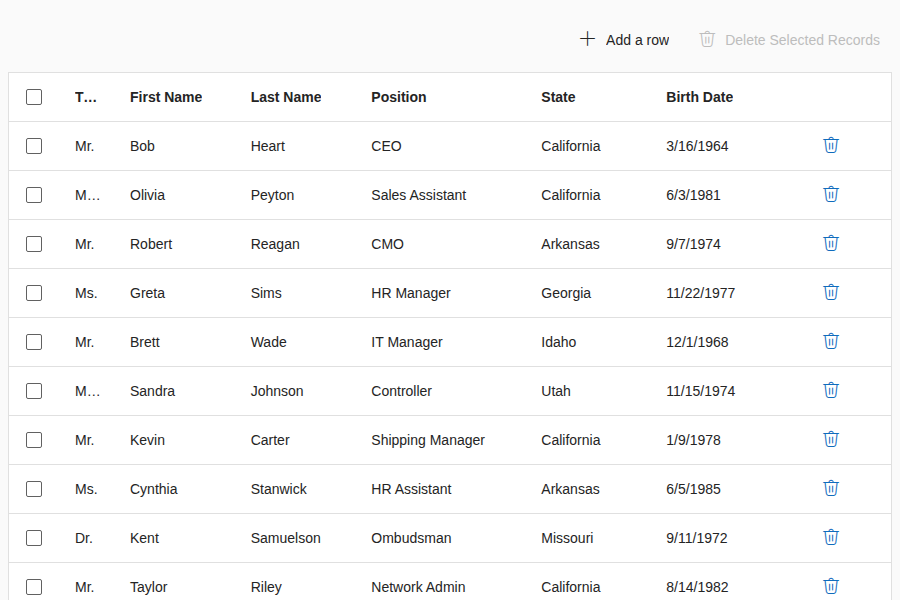 Add a row Delete Selected Records
T… First Name Last Name Position State Birth Date
Mr. Bob Heart CEO California 3/16/1964
M… Olivia Peyton Sales Assistant California 6/3/1981
Mr. Robert Reagan CMO Arkansas 9/7/1974
Ms. Greta Sims HR Manager Georgia 11/22/1977
Mr. Brett Wade IT Manager Idaho 12/1/1968
M… Sandra Johnson Controller Utah 11/15/1974
Mr. Kevin Carter Shipping Manager California 1/9/1978
Ms. Cynthia Stanwick HR Assistant Arkansas 6/5/1985
Dr. Kent Samuelson Ombudsman Missouri 9/11/1972
Mr. Taylor Riley Network Admin California 8/14/1982